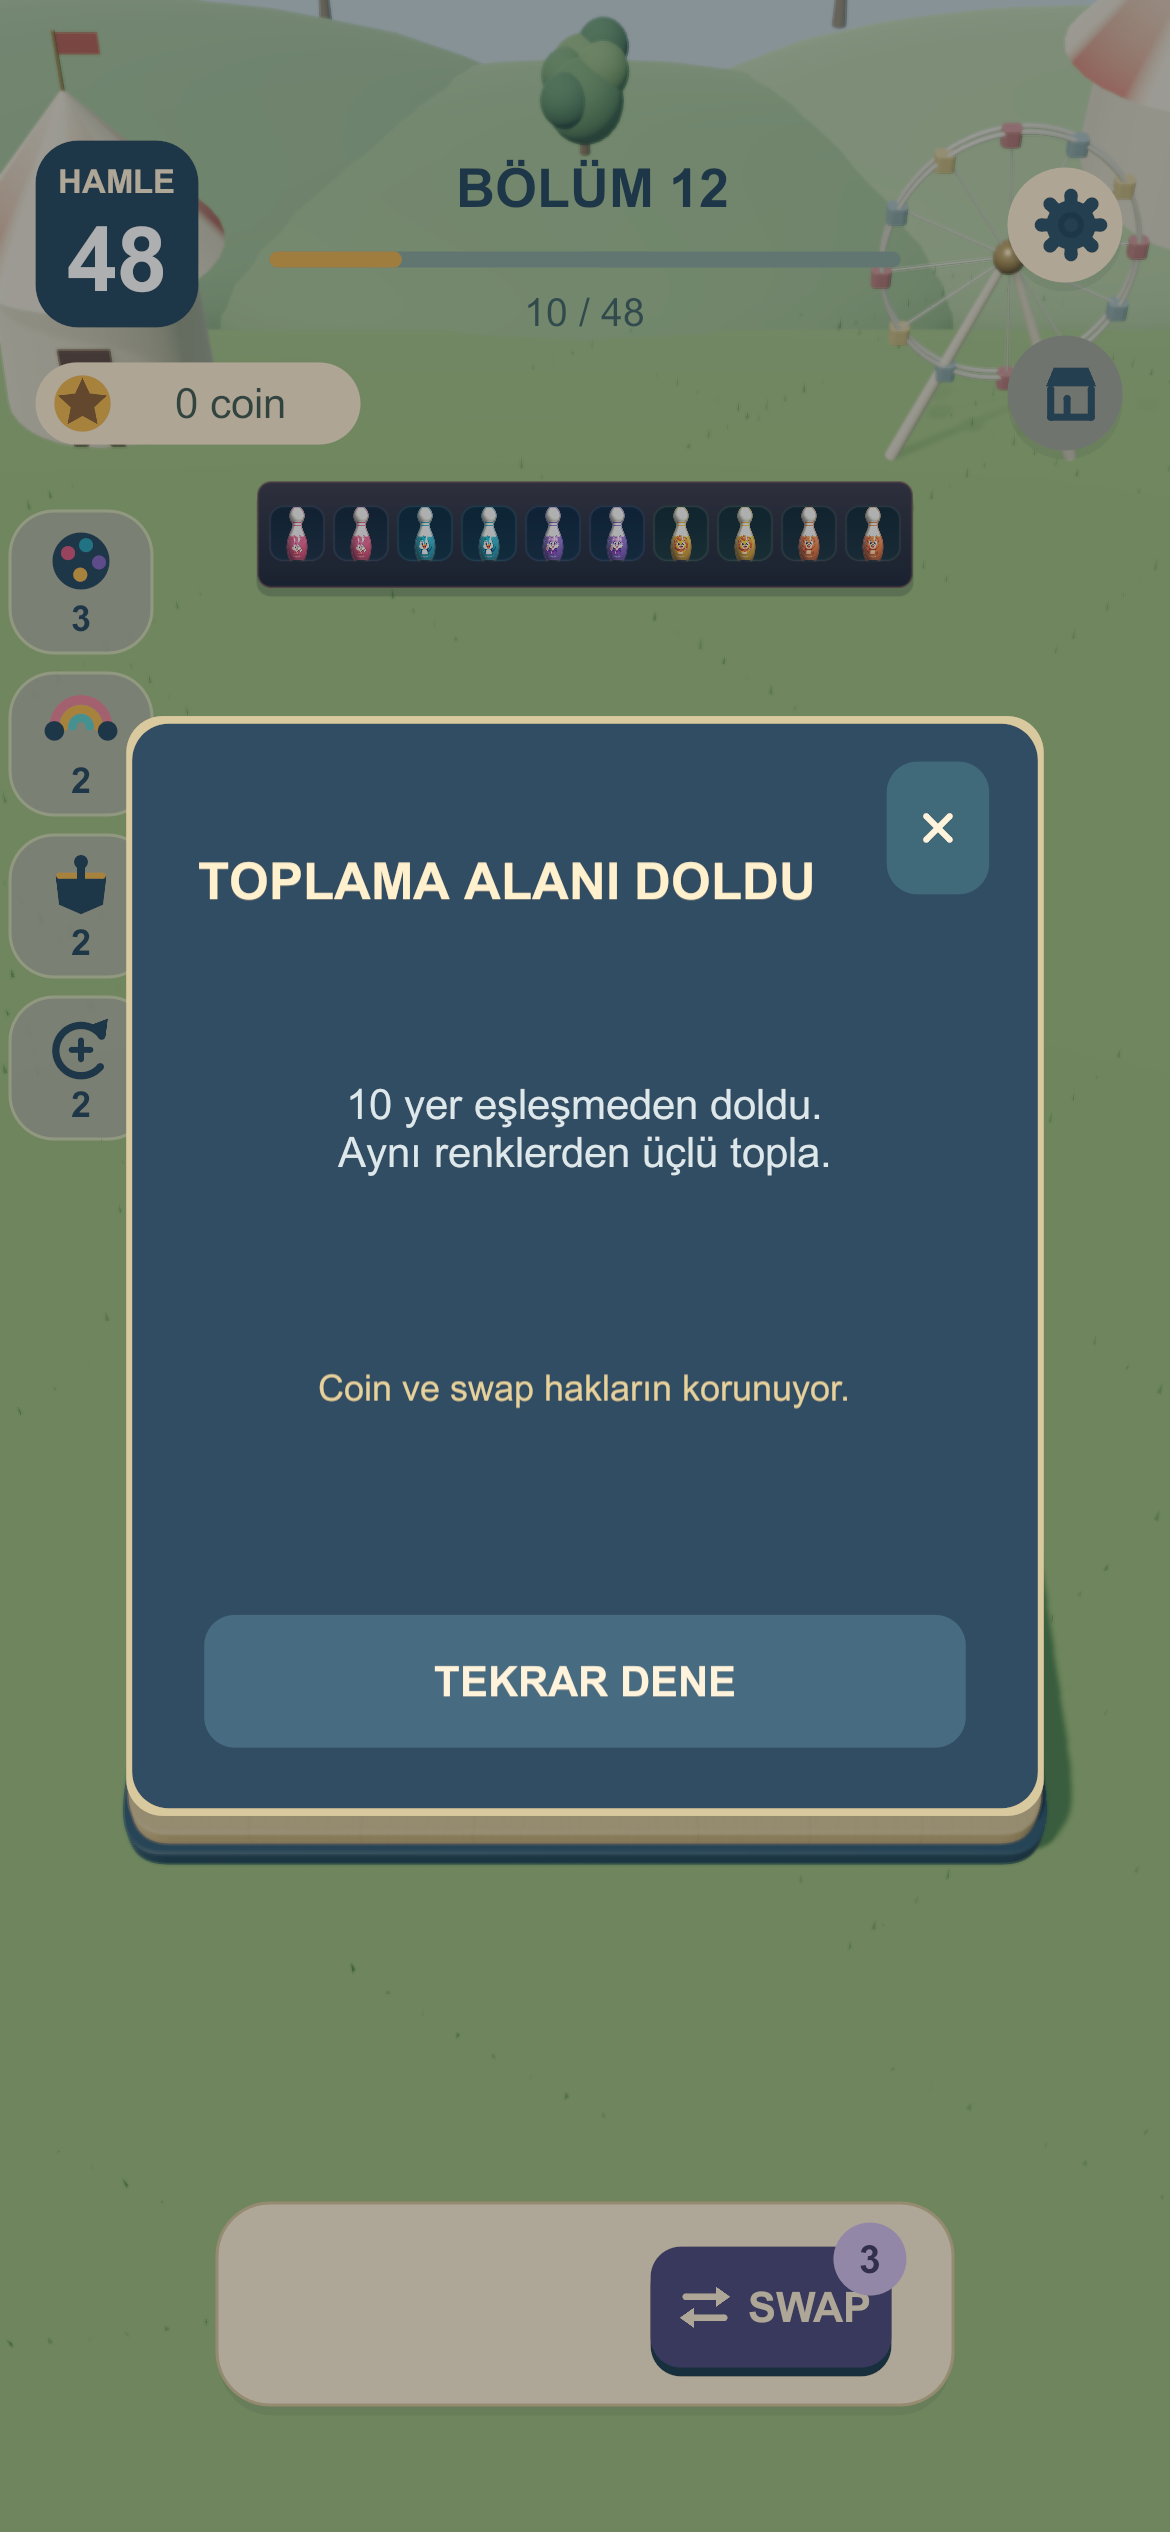 HAMLE
48
BÖLÜM 12
10 / 48
0 coin
3
2
2
2
TOPLAMA ALANI DOLDU
10 yer eşleşmeden doldu.
Aynı renklerden üçlü topla.
Coin ve swap hakların korunuyor.
TEKRAR DENE
3
SWAP